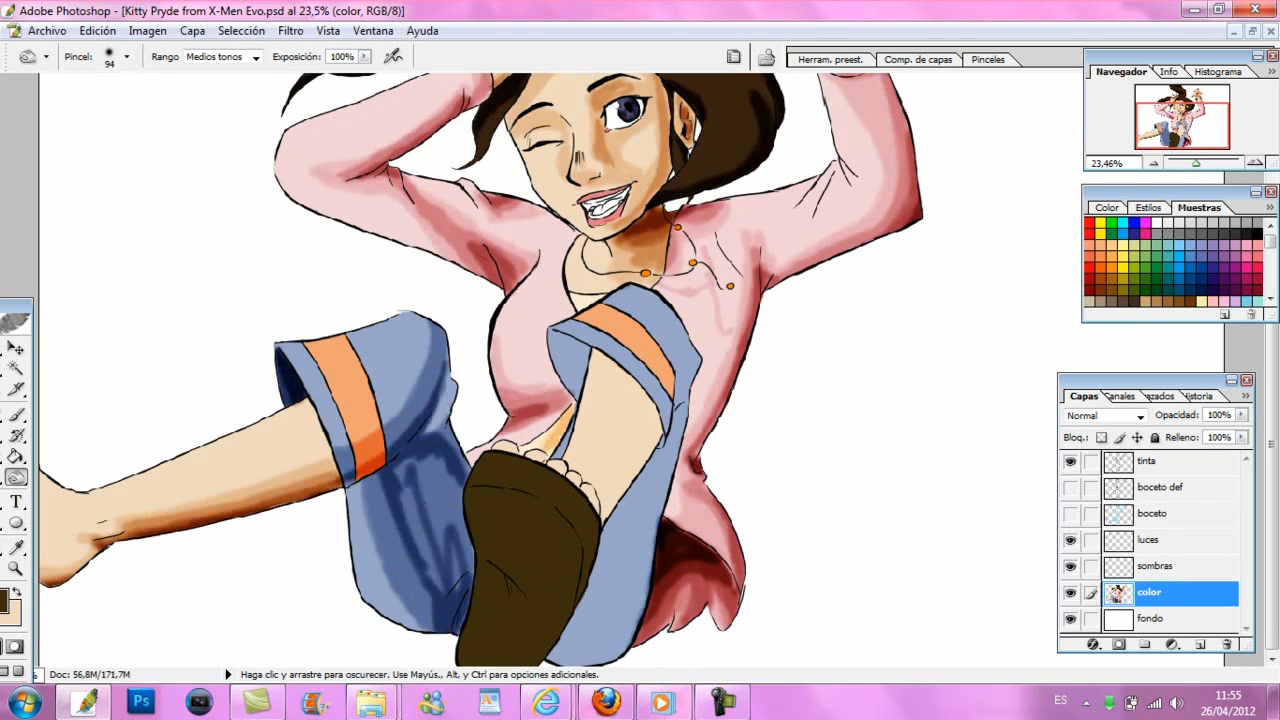 Adobe Photoshop - [Kitty Pryde from X-Men Evo.psd al 23,5% (color, RGB/8)]
Archivo Edición Imagen Capa Selección Filtro Vista Ventana Ayuda
Pincel: 94 Rango Medios tonos Exposición: 100%
Herram. preest. Comp. de capas Pinceles
Navegador Info Histograma
23,46%
Color Estilos Muestras
Capas Canales azados Historia
Normal Opacidad: 100%
Bloq.: Relleno: 100%
tinta
boceto def
boceto
luces
sombras
color
fondo
Doc: 56,8M/171,7M Haga clic y arrastre para oscurecer. Use Mayús., Alt, y Ctrl para opciones adicionales.
Ps
ES
11:55
26/04/2012